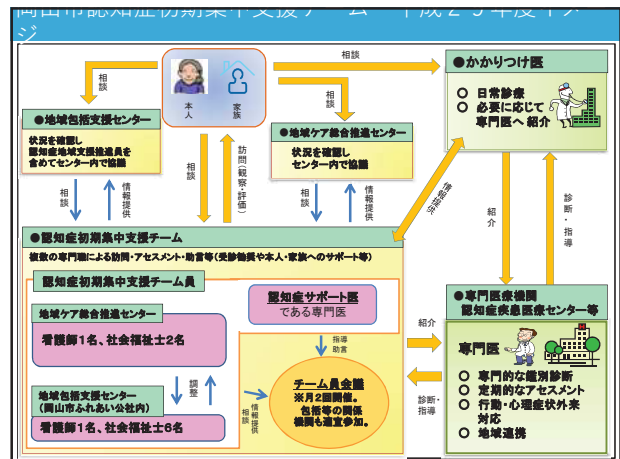 岡山市認知症初期集中支援チーム 平成２９年度イメ
ージ
相談
相談
本人
家族
相談
●かかりつけ医
○ 日常診療
○ 必要に応じて
専門医へ 紹介
●地域包括支援センター
状況を確認し
認知症地域支援推進員を
含めてセンター内で協議
●地域ケア総合推進センター
状況を確認し
センター内で協議
相談
情報提供
相談
訪問(観察・評価)
相談
情報提供
情報提供
紹介
診断・指導
●認知症初期集中支援チーム
複数の専門職による訪問・アセスメント・助言等(受診勧奨や本人・家族へのサポート等)
認知症初期集中支援チーム員
地域ケア総合推進センター
看護師1名、社会福祉士2名
調整
地域包括支援センター
(岡山市ふれあい公社内)
看護師1名、社会福祉士6名
認知症サポート医
である専門医
指導
助言
相談
情報提供
チーム員会議
※月2回開催。
包括等の関係
機関も適宜参加。
紹介
診断・
指導
●専門医療機関
認知症疾患医療センター等
専門医
○ 専門的な鑑別診断
○ 定期的なアセスメント
○ 行動・心理症状外来
対応
○ 地域連携